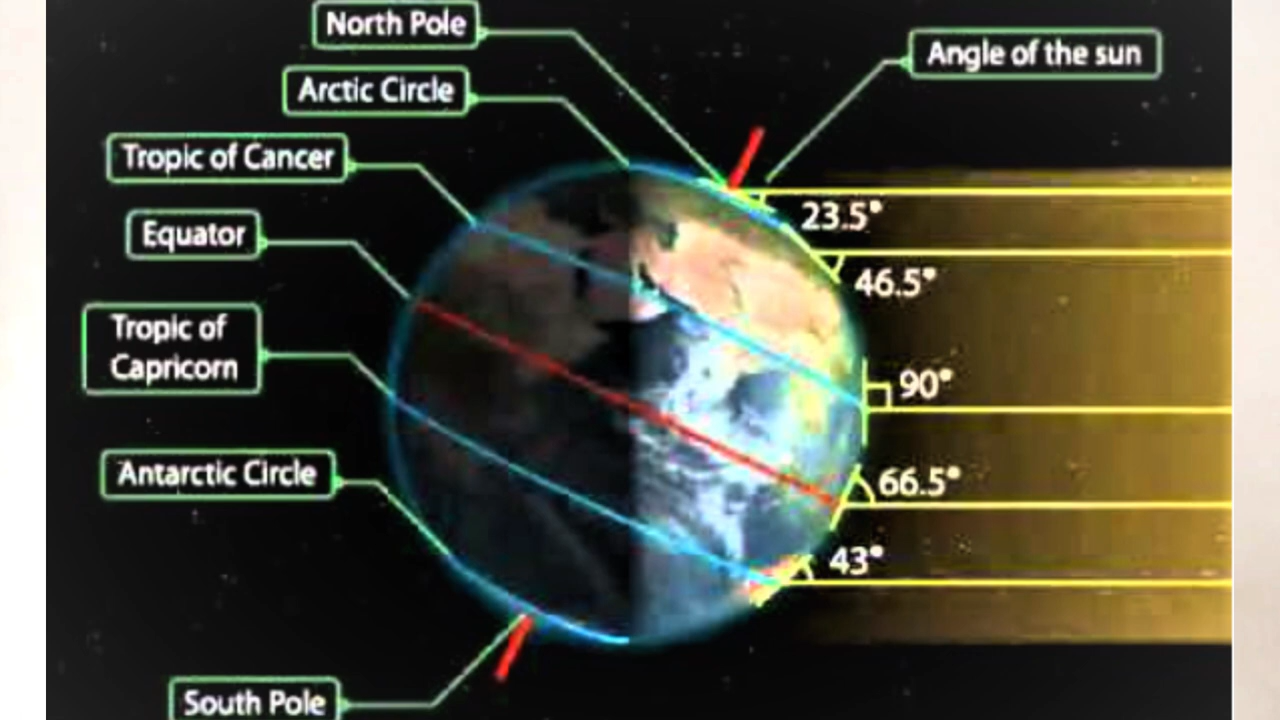 North Pole
Angle of the sun
Arctic Circle
Tropic of Cancer
23.5°
Equator
46.5°
Tropic of
Capricorn
90°
Antarctic Circle
66.5°
43°
South Pole